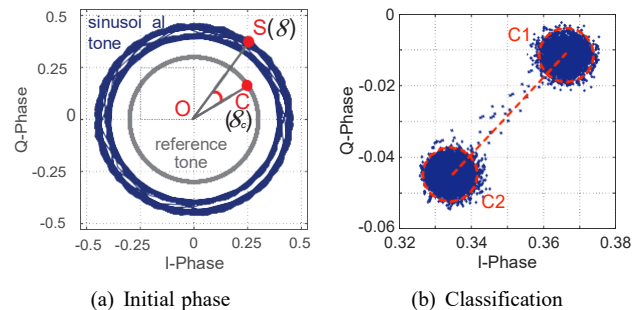 sinusoi al
tone
S(8)
O
C
(8c)
reference
tone
0.5
0.25
0
-0.25
-0.5
-0.5
-0.25
0
0.25
0.5
Q-Phase
I-Phase
(a) Initial phase
C1
C2
0
-0.02
-0.04
-0.06
0.32
0.34
0.36
0.38
Q-Phase
I-Phase
(b) Classification